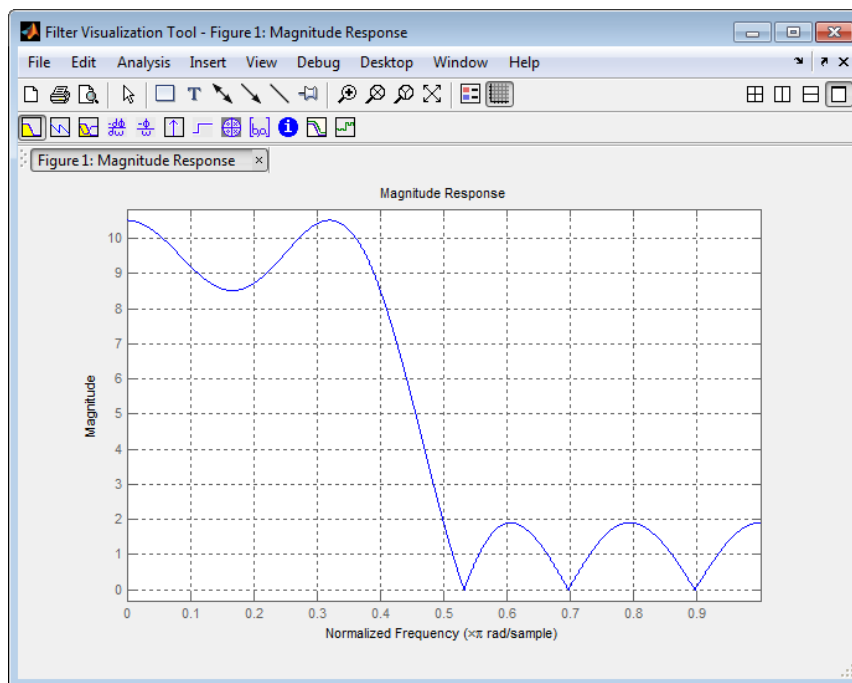 Filter Visualization Tool - Figure 1: Magnitude Response
File Edit Analysis Insert View Debug Desktop Window Help
Figure 1: Magnitude Response ×
Magnitude Response
10
9
8
7
6
5
4
3
2
1
0
Magnitude
0 0.1 0.2 0.3 0.4 0.5 0.6 0.7 0.8 0.9
Normalized Frequency (×π rad/sample)